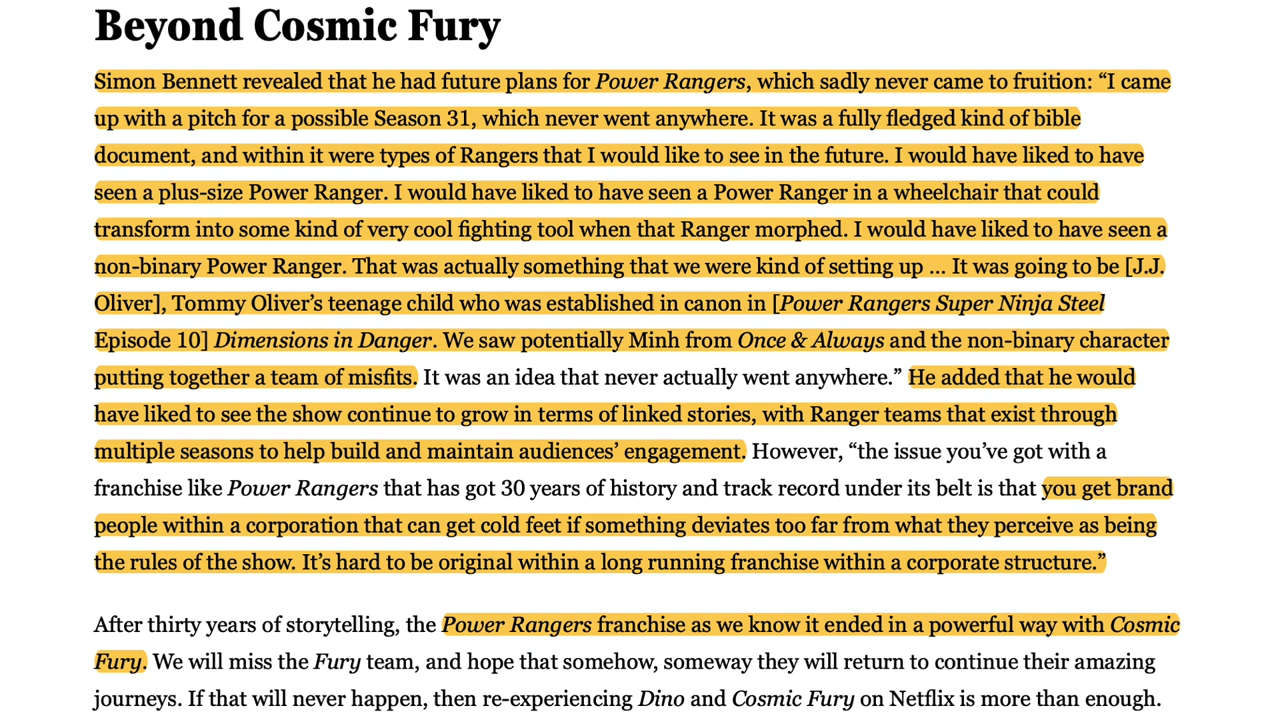 Beyond Cosmic Fury
Simon Bennett revealed that he had future plans for Power Rangers, which sadly never came to fruition: “I came
up with a pitch for a possible Season 31, which never went anywhere. It was a fully fledged kind of bible
document, and within it were types of Rangers that I would like to see in the future. I would have liked to have
seen a plus-size Power Ranger. I would have liked to have seen a Power Ranger in a wheelchair that could
transform into some kind of very cool fighting tool when that Ranger morphed. I would have liked to have seen a
non-binary Power Ranger. That was actually something that we were kind of setting up ... It was going to be [J.J.
Oliver], Tommy Oliver’s teenage child who was established in canon in [Power Rangers Super Ninja Steel
Episode 10] Dimensions in Danger. We saw potentially Minh from Once & Always and the non-binary character
putting together a team of misfits. It was an idea that never actually went anywhere.” He added that he would
have liked to see the show continue to grow in terms of linked stories, with Ranger teams that exist through
multiple seasons to help build and maintain audiences’ engagement. However, “the issue you’ve got with a
franchise like Power Rangers that has got 30 years of history and track record under its belt is that you get brand
people within a corporation that can get cold feet if something deviates too far from what they perceive as being
the rules of the show. It’s hard to be original within a long running franchise within a corporate structure.”
After thirty years of storytelling, the Power Rangers franchise as we know it ended in a powerful way with Cosmic
Fury. We will miss the Fury team, and hope that somehow, someway they will return to continue their amazing
journeys. If that will never happen, then re-experiencing Dino and Cosmic Fury on Netflix is more than enough.